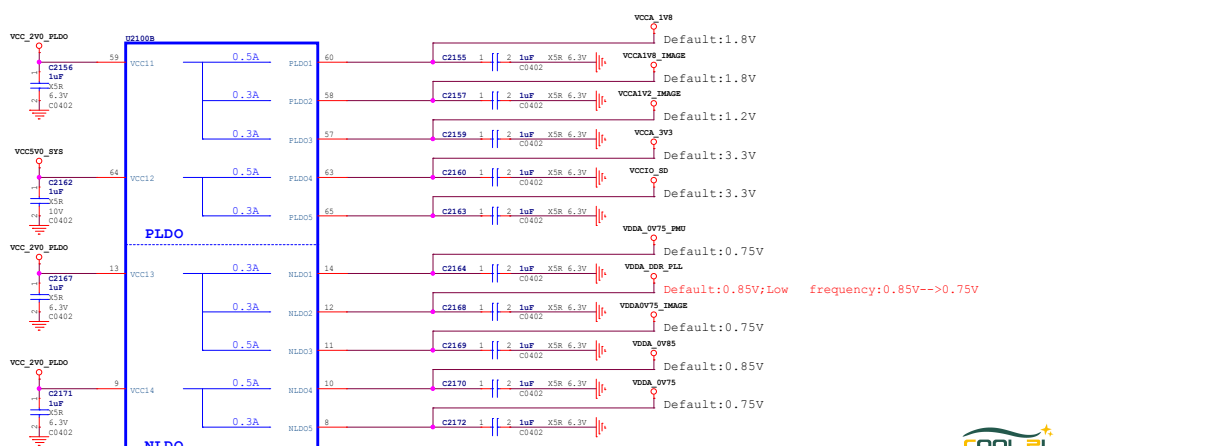 VCCA_1V8
Default:1.8V
VCC_2V0_PLDO
U2100B
59 VCC11 0.5A PLDO1 60 C2155 1 2 1uF X5R 6.3V
C0402
VCCA1V8_IMAGE
1 C2156
1uF
X5R
2 6.3V
C0402
Default:1.8V
0.3A PLDO2 58 C2157 1 2 1uF X5R 6.3V
C0402
VCCA1V2_IMAGE
Default:1.2V
0.3A PLDO3 57 C2159 1 2 1uF X5R 6.3V
C0402
VCCA_3V3
Default:3.3V
VCC5V0_SYS
64 VCC12 0.5A PLDO4 63 C2160 1 2 1uF X5R 6.3V
C0402
VCCIO_SD
1 C2162
1uF
X5R
2 10V
C0402
Default:3.3V
0.3A PLDO5 65 C2163 1 2 1uF X5R 6.3V
C0402
PLDO
VDDA_0V75_PMU
Default:0.75V
VCC_2V0_PLDO
13 VCC13 0.3A NLDO1 14 C2164 1 2 1uF X5R 6.3V
C0402
VDDA_DDR_PLL
1 C2167
1uF
X5R
2 6.3V
C0402
Default:0.85V;Low frequency:0.85V-->0.75V
0.3A NLDO2 12 C2168 1 2 1uF X5R 6.3V
C0402
VDDA0V75_IMAGE
Default:0.75V
0.5A NLDO3 11 C2169 1 2 1uF X5R 6.3V
C0402
VDDA_0V85
Default:0.85V
VCC_2V0_PLDO
9 VCC14 0.5A NLDO4 10 C2170 1 2 1uF X5R 6.3V
C0402
VDDA_0V75
1 C2171
1uF
X5R
2 6.3V
C0402
Default:0.75V
0.3A NLDO5 8 C2172 1 2 1uF X5R 6.3V
C0402
NLDO